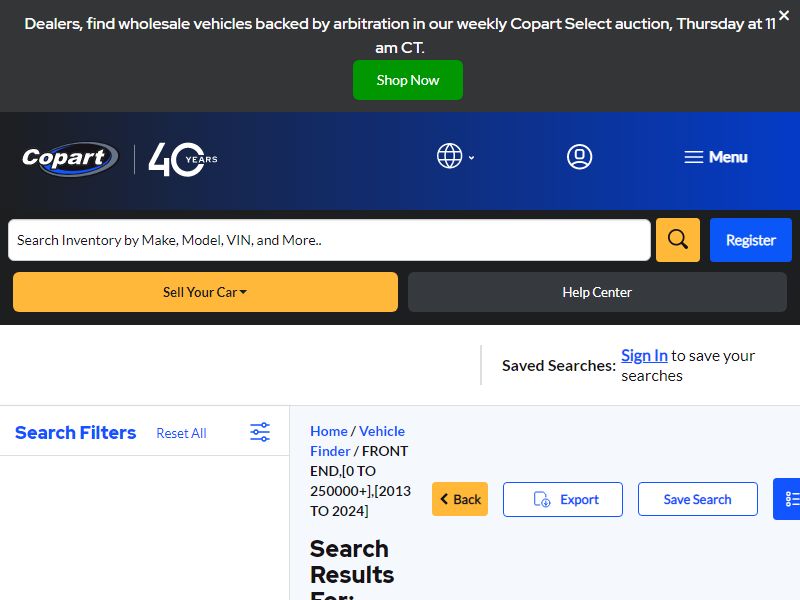 Dealers, find wholesale vehicles backed by arbitration in our weekly Copart Select auction, Thursday at 11
am CT.
Shop Now
Copart
40 YEARS
Menu
Search Inventory by Make, Model, VIN, and More..
Register
Sell Your Car
Help Center
Saved Searches: Sign In to save your
searches
Search Filters
Reset All
Home / Vehicle
Finder / FRONT
END,[0 TO
250000+],[2013
TO 2024]
Back
Export
Save Search
Search
Results
For: